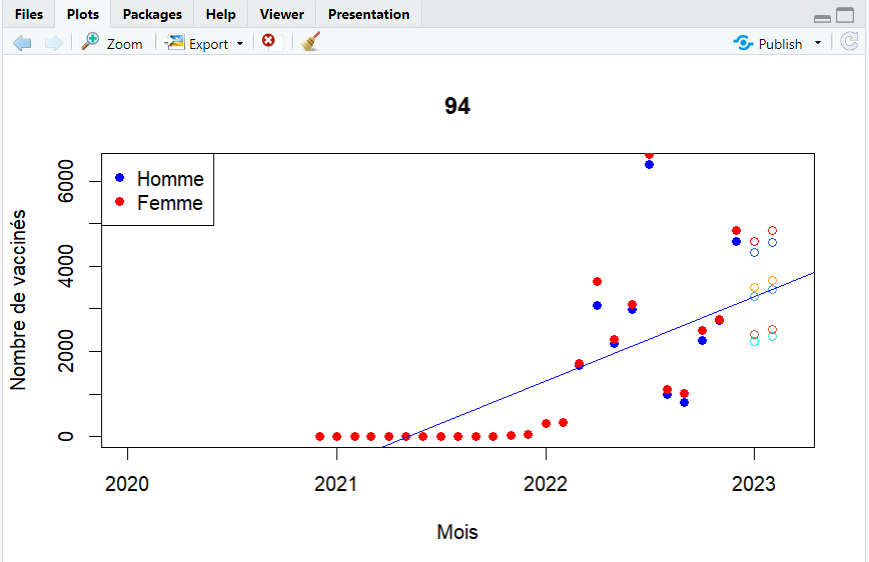 Files Plots Packages Help Viewer Presentation
Zoom Export Publish
94
Homme
Femme
6000
4000
2000
0
Nombre de vaccinés
2020 2021 2022 2023
Mois